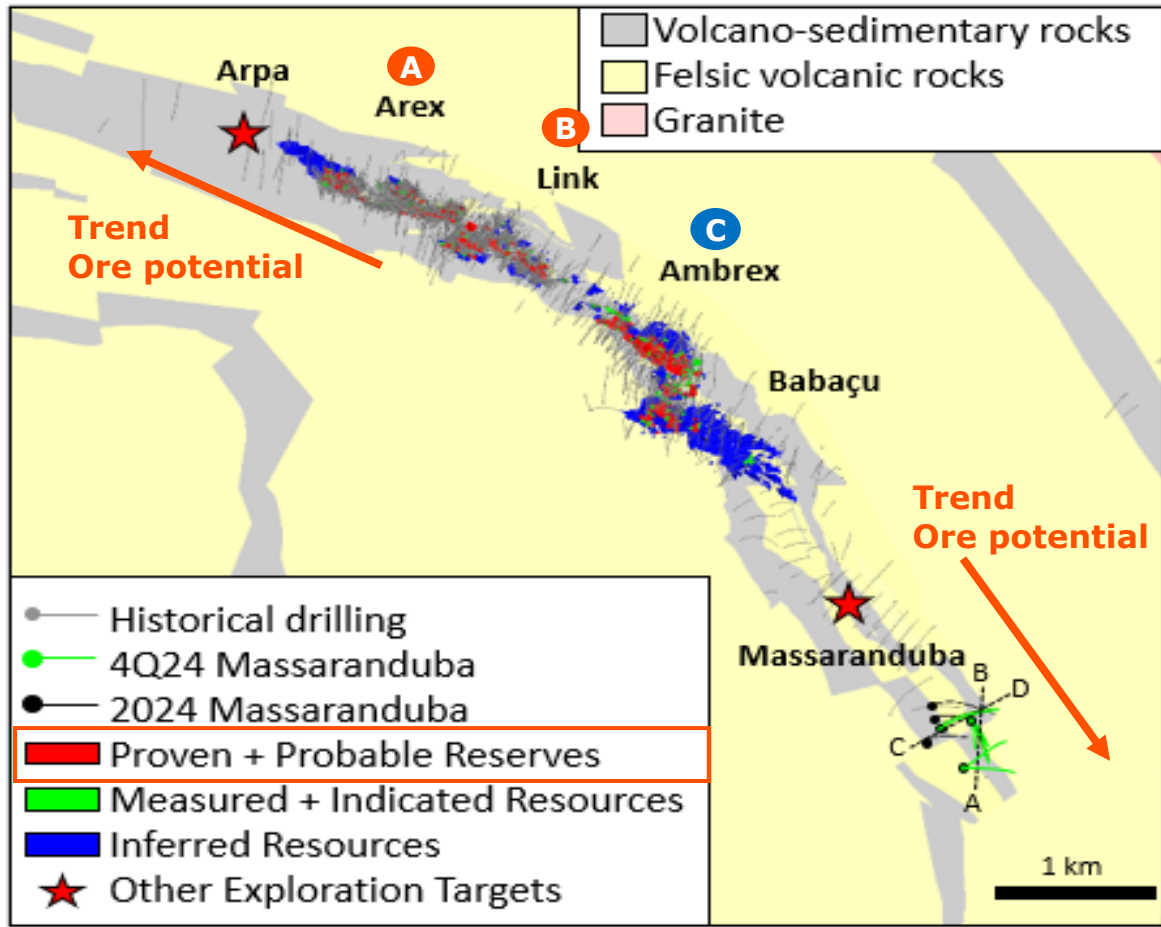 Volcano-sedimentary rocks
Felsic volcanic rocks
Granite
Arpa
A
Arex
B
Link
C
Ambrex
Trend
Ore potential
Babaçu
Trend
Ore potential
Massaranduba
B
D
C
A
Historical drilling
4Q24 Massaranduba
2024 Massaranduba
Proven + Probable Reserves
Measured + Indicated Resources
Inferred Resources
Other Exploration Targets
1 km